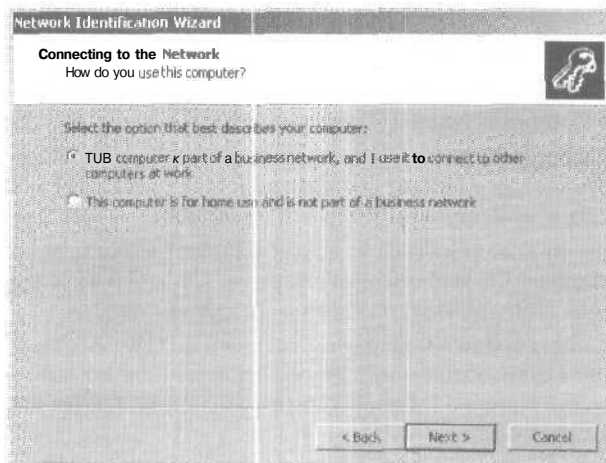 Network Identification Wizard
Connecting to the Network
How do you use this computer?
Select the option that best describes your computer:
TUB computer к part of a business network, and I use it to connect to other
computers at work
This computer is for home use and is not part of a business network
< Back
Next >
Cancel